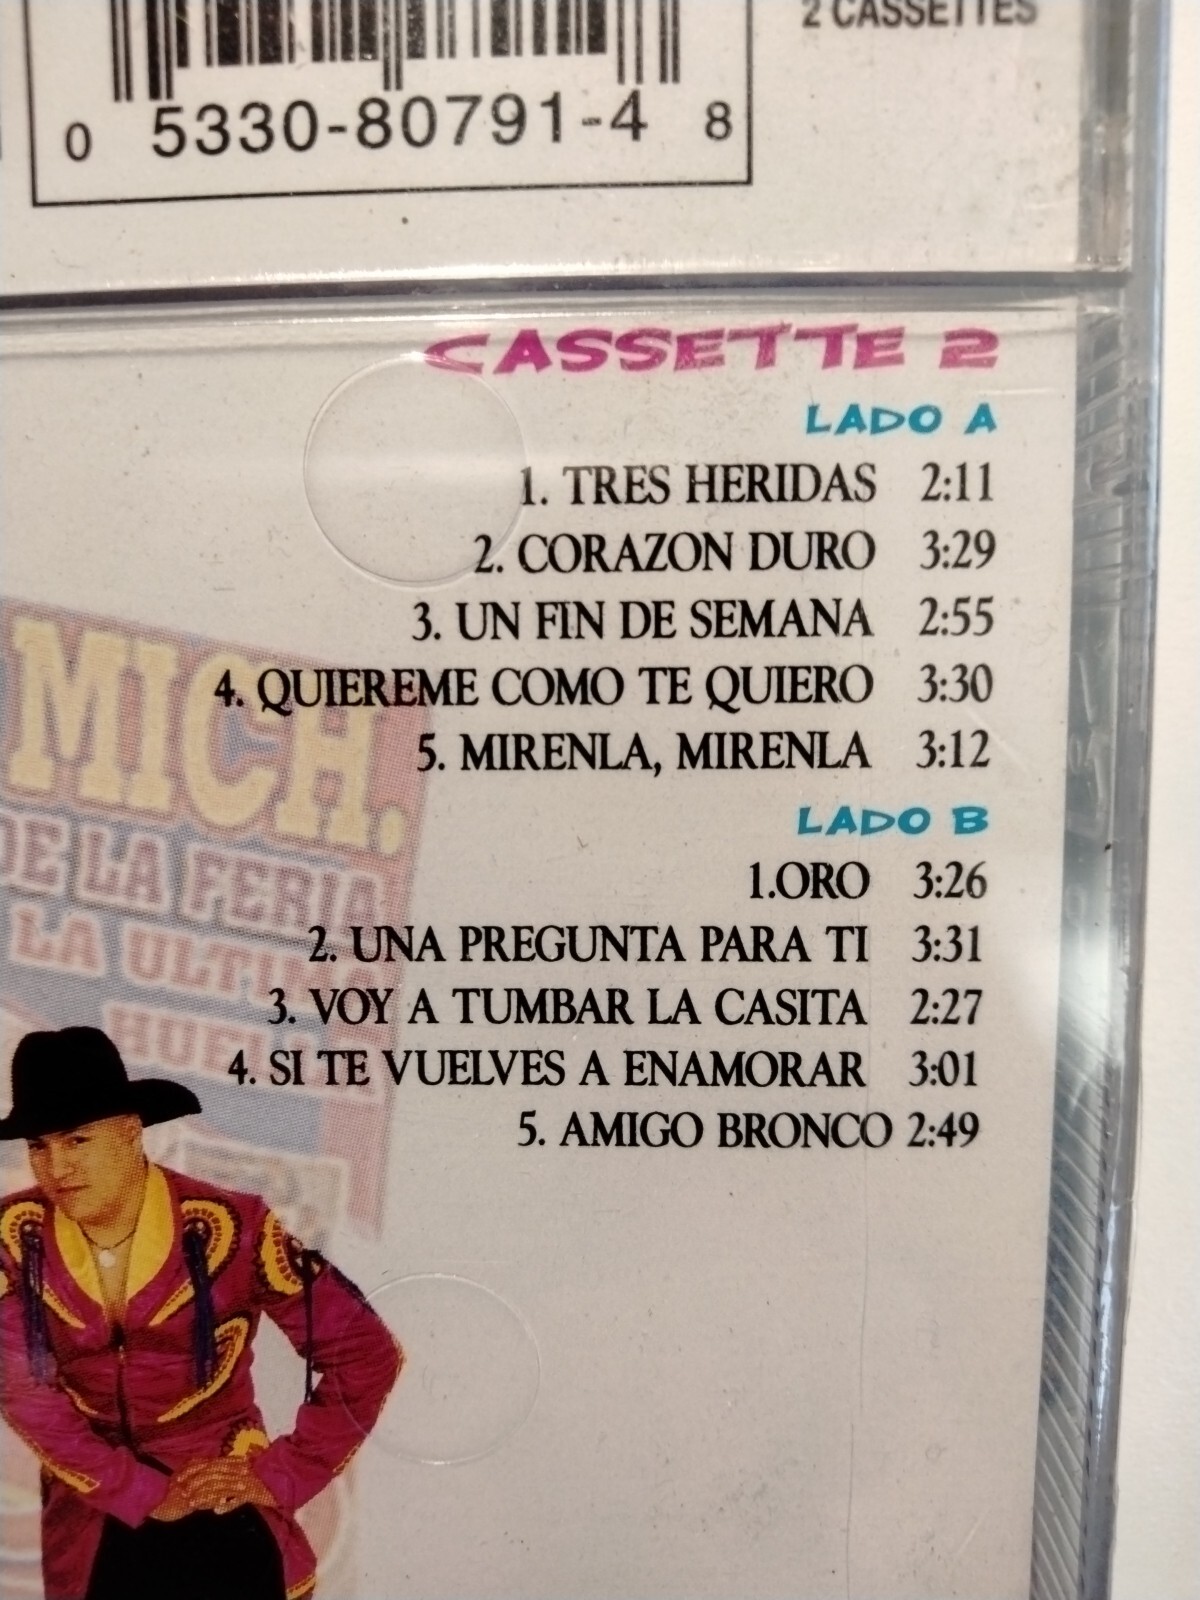 2 CASSETTES
0 5330-80791-4 8
CASSETTE 2
LADO A
1. TRES HERIDAS 2:11
2. CORAZON DURO 3:29
3. UN FIN DE SEMANA 2:55
4. QUIEREME COMO TE QUIERO 3:30
5. MIRENLA, MIRENLA 3:12
LADO B
1.ORO 3:26
2. UNA PREGUNTA PARA TI 3:31
3. VOY A TUMBAR LA CASITA 2:27
4. SI TE VUELVES A ENAMORAR 3:01
5. AMIGO BRONCO 2:49
MICH.
DE LA FERIA
LA